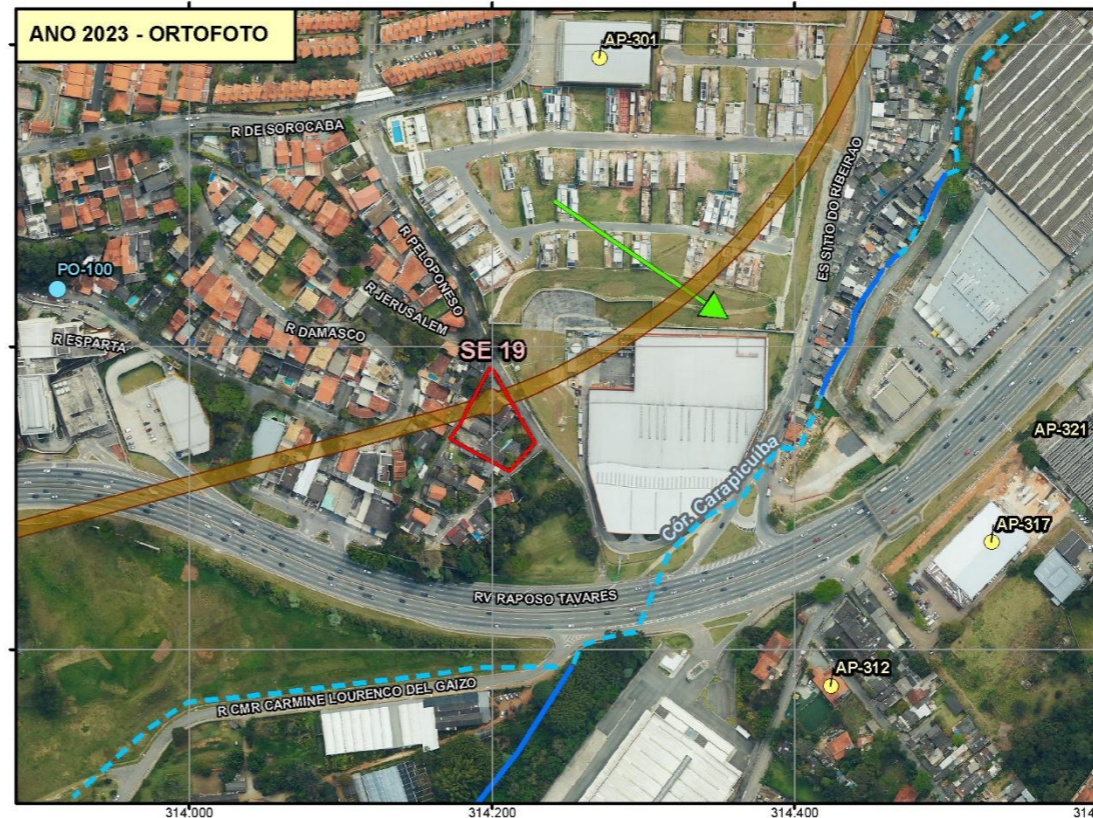 ANO 2023 - ORTOFOTO
AP-301
R DE SOROCABA
ES SITIO DO RIBEIRAO
R PELOPONESO
PO-100
R JERUSALEM
R DAMASCO
R ESPARTA
SE 19
AP-321
Cór. Carapicuíba
AP-317
RV RAPOSO TAVARES
AP-312
R CMR CARMINE LOURENCO DEL GAIZO
314.000
314.200
314.400